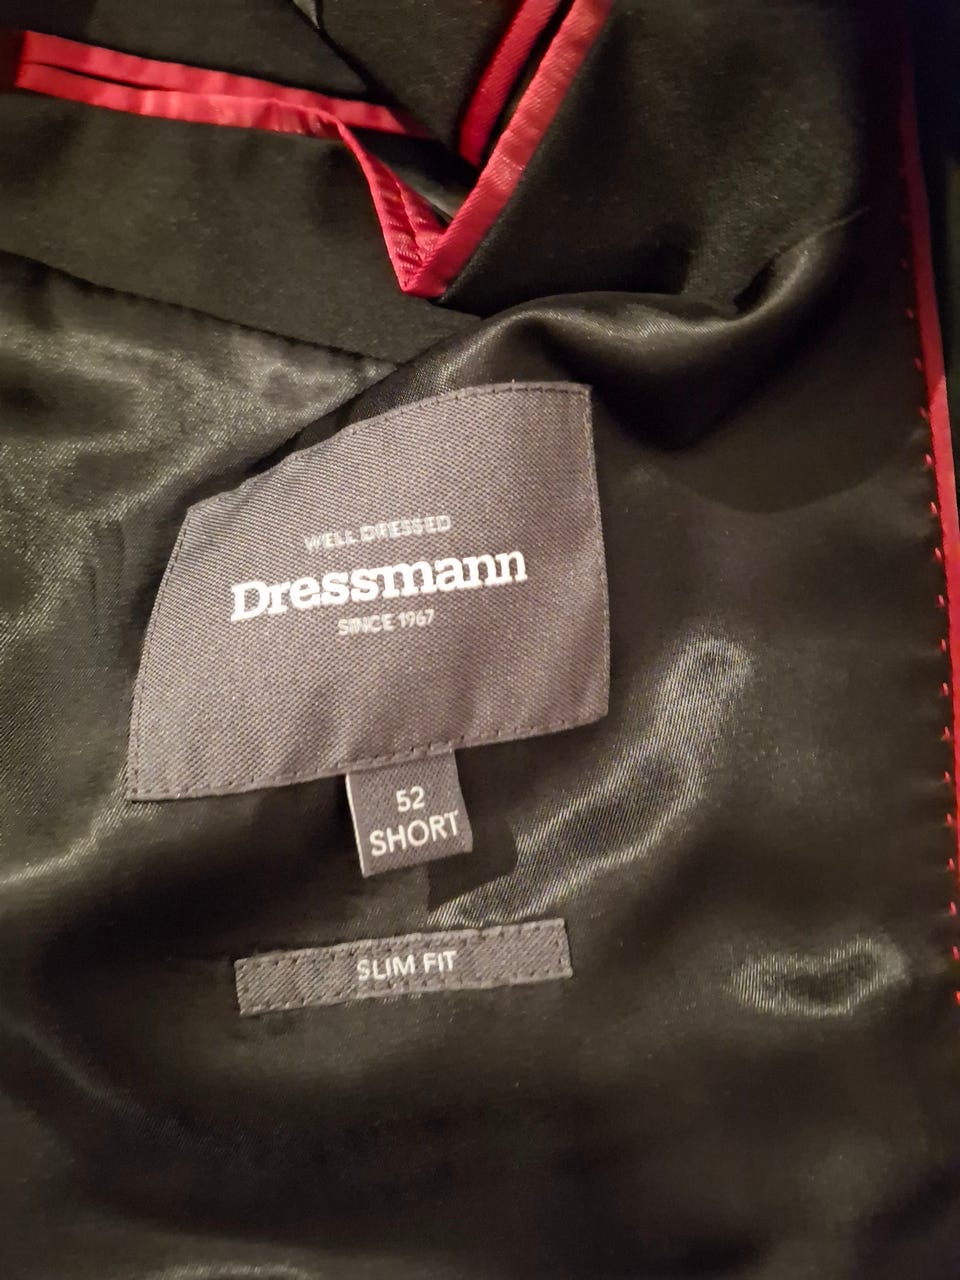 WELL DRESSED
Dressmann
SINCE 1967
52
SHORT
SLIM FIT